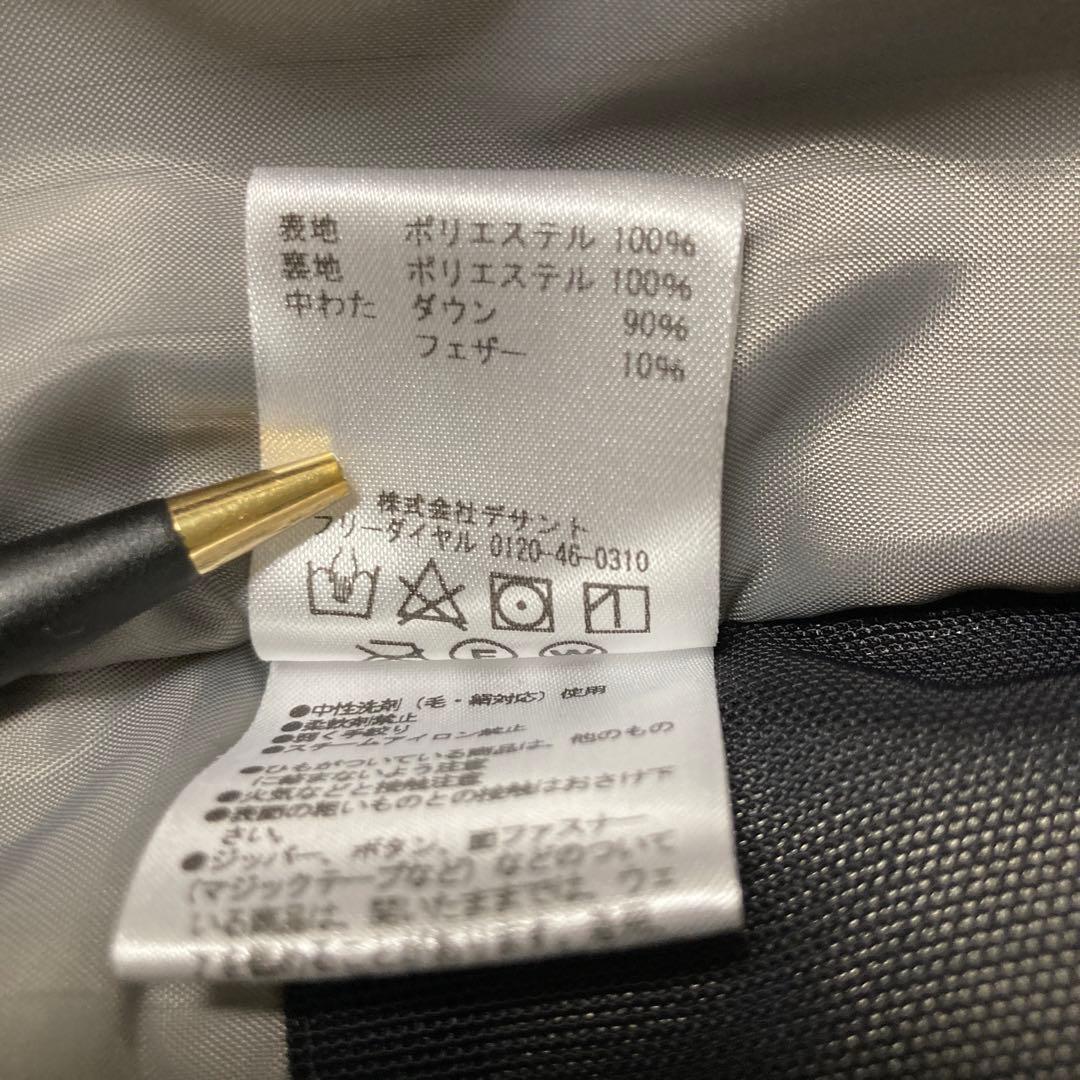 表地 ポリエステル 100%
裏地 ポリエステル 100%
中わた ダウン 90%
フェザー 10%
株式会社デサント
フリーダイヤル 0120-46-0310
●中性洗剤(毛・絹対応)使用
●柔軟剤禁止
●弱く手絞り
●スチームアイロン禁止
●ひもがついている商品は、他のもの
に絡まないよう注意
●火気などと接触注意
●表面の粗いものとの接触はおさけ下
さい。
●ジッパー、ボタン、面ファスナー
(マジックテープなど)などのついて
いる商品は、開いたままでは、ウェ